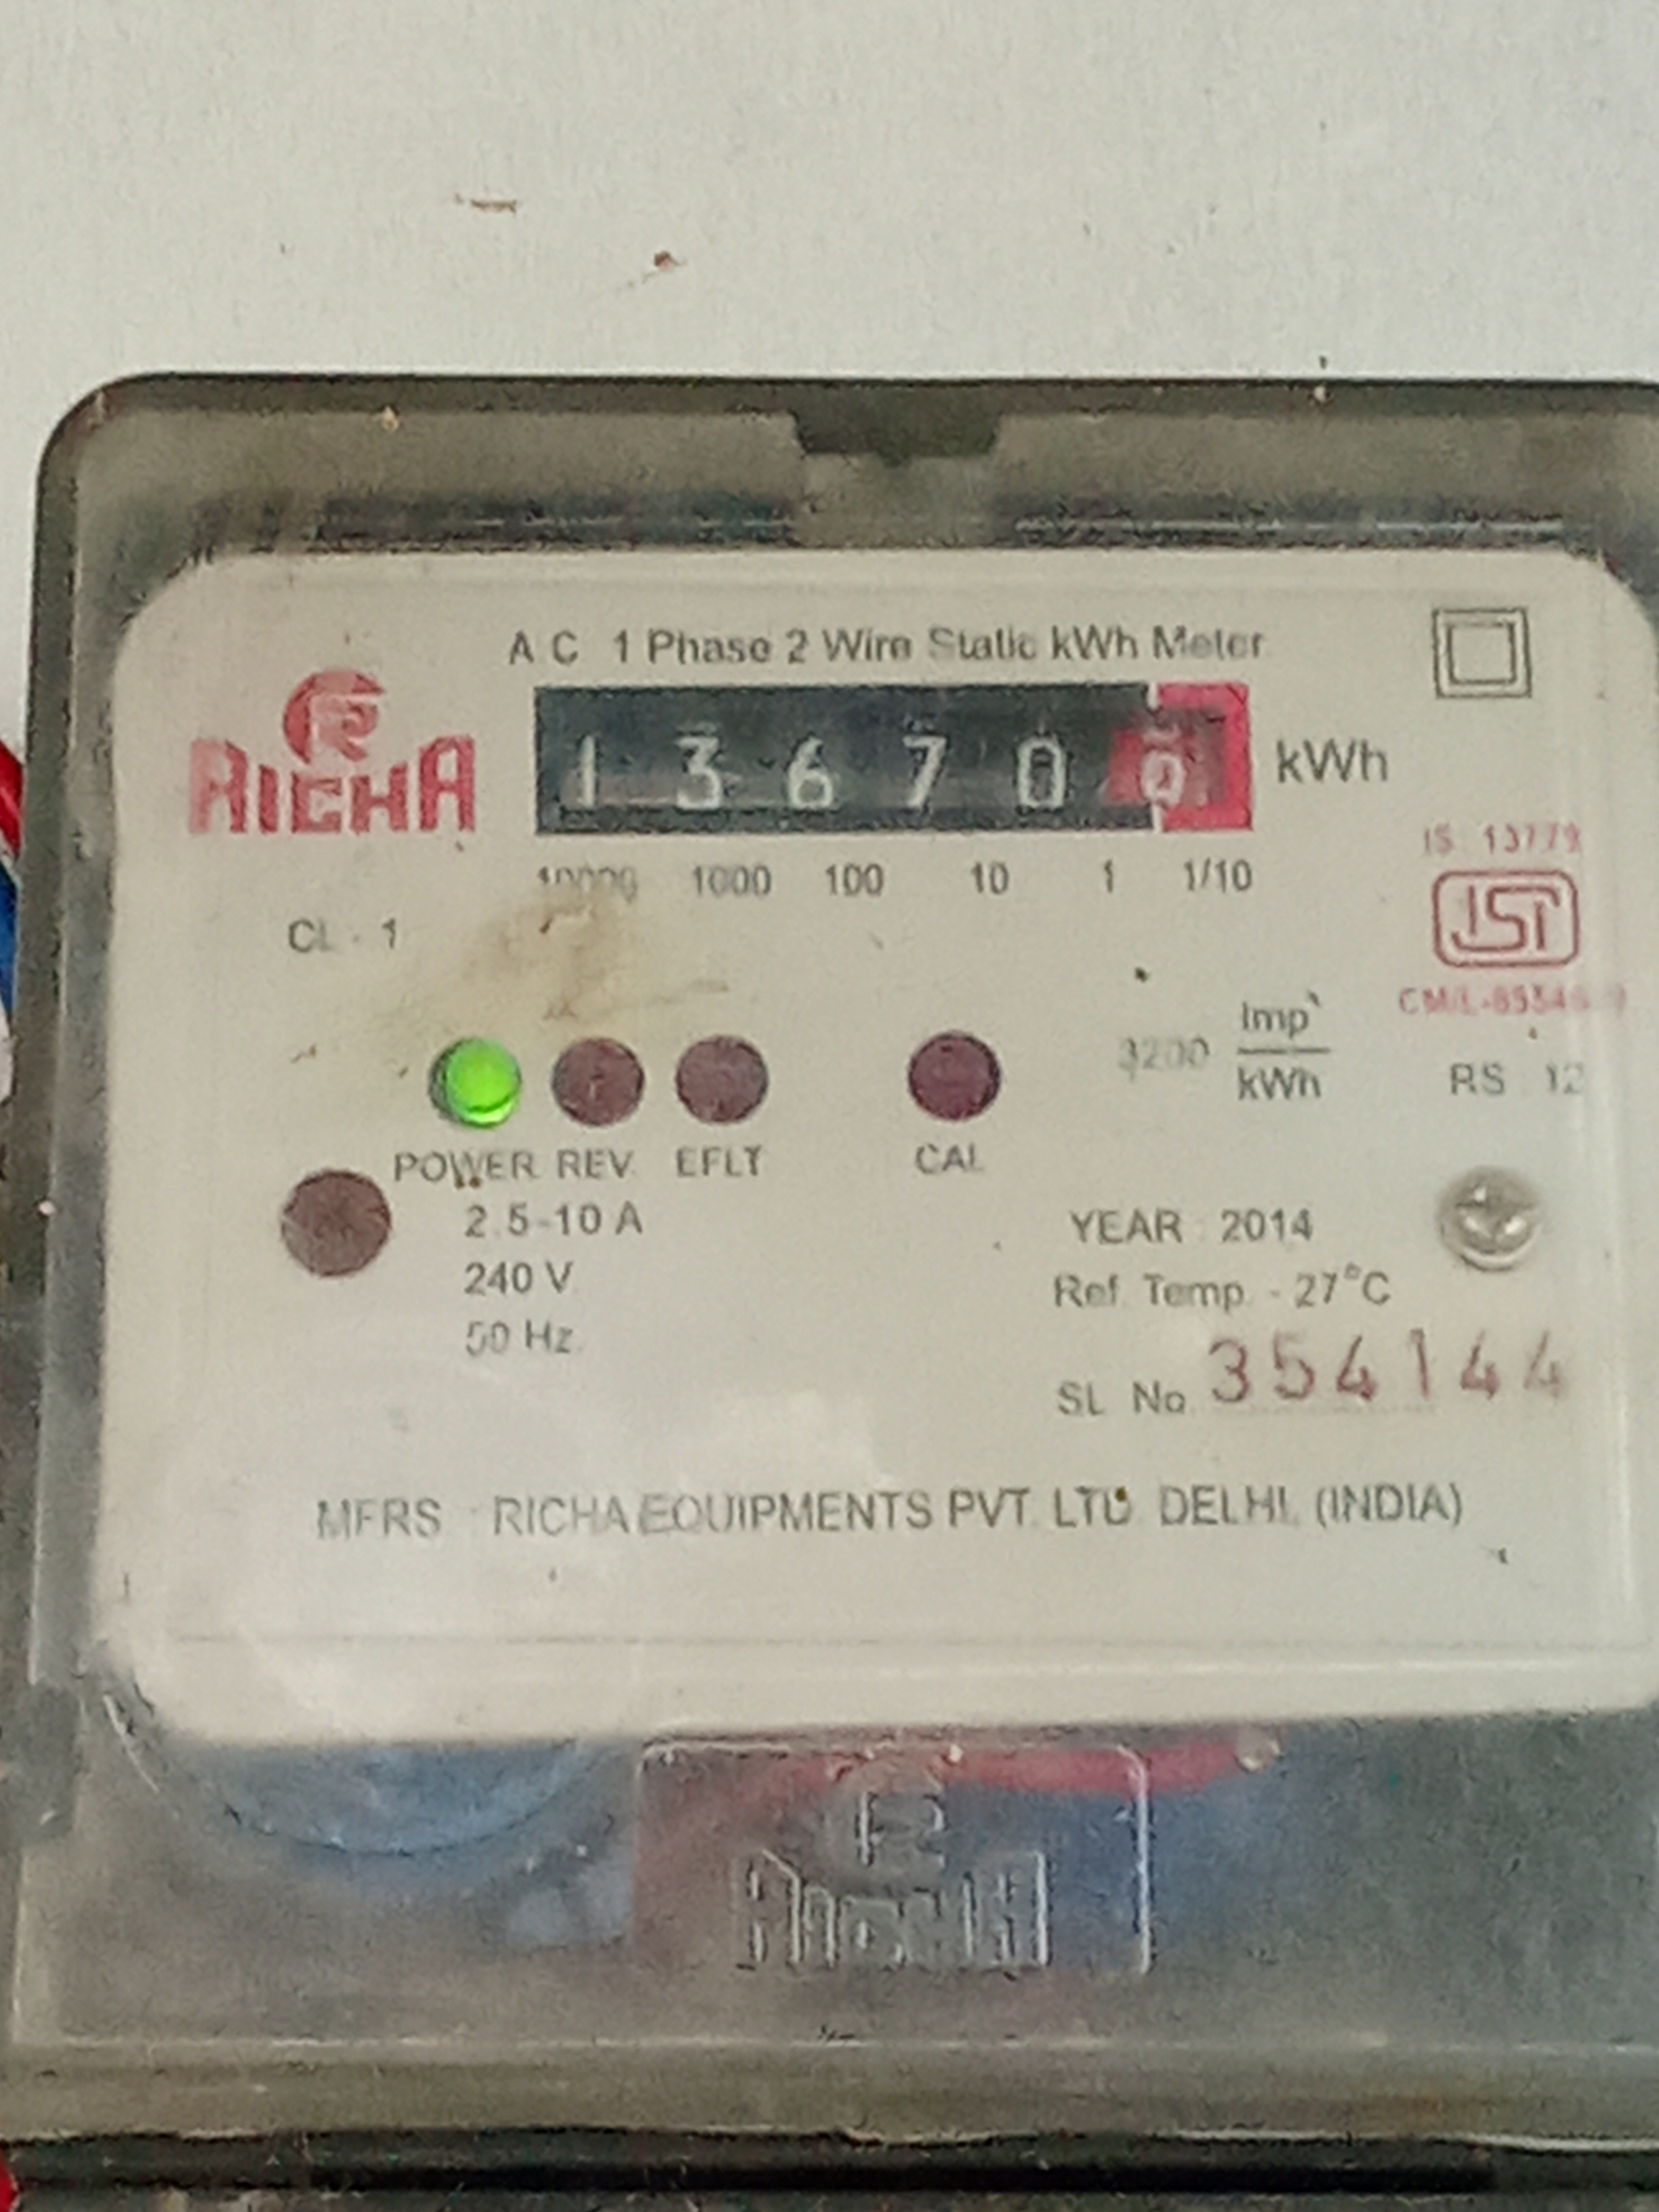 A C 1 Phase 2 Wire Static kWh Meter
RICHA
1 3 6 7 0 0 kWh
10000 1000 100 10 1 1/10
IS : 13779
CL - 1
ISI
3200 Imp/kWh
RS : 12
POWER REV. EFLT CAL
2.5-10 A
240 V.
50 Hz.
YEAR : 2014
Ref. Temp. - 27°C
SL. No. 354144
MFRS : RICHA EQUIPMENTS PVT. LTD. DELHI. (INDIA)
RICHA